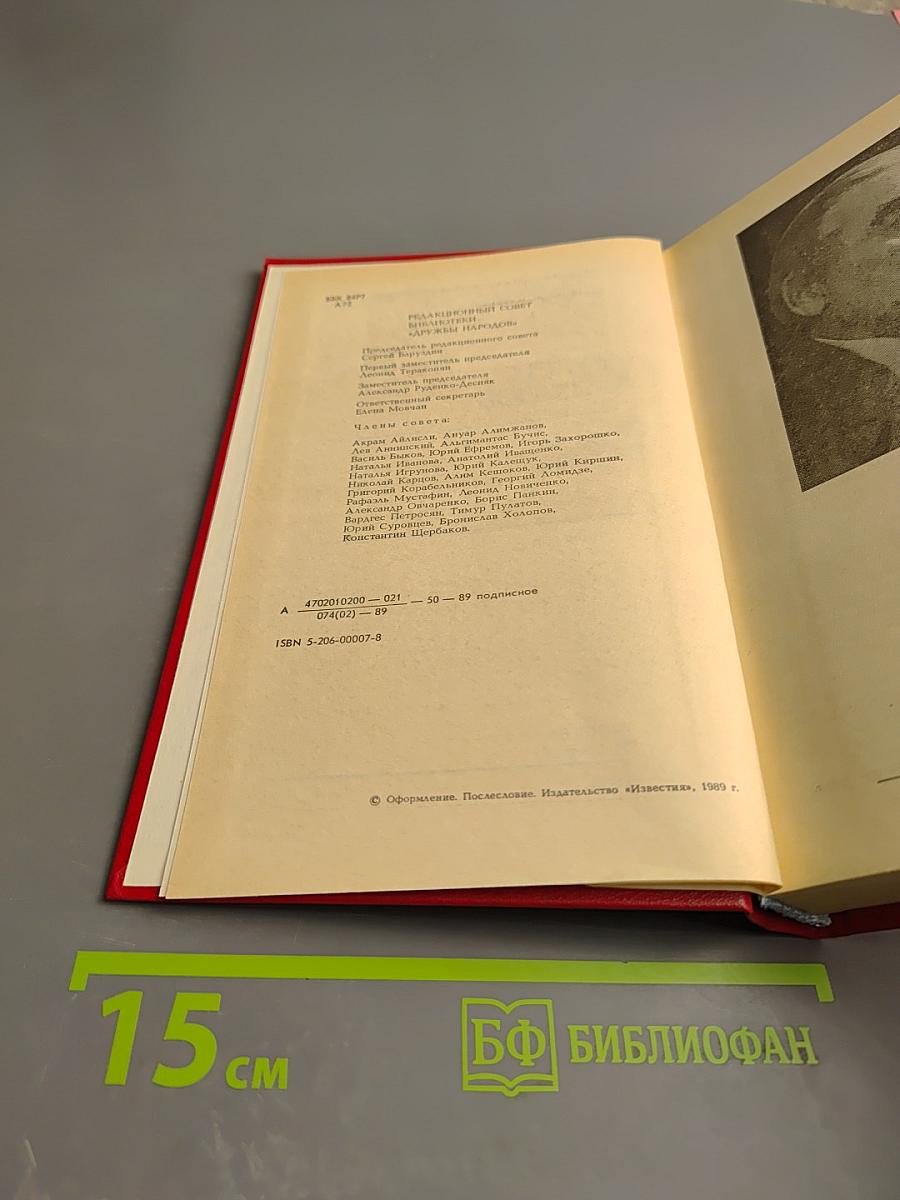 ББК 84Р7
А 72
РЕДАКЦИОННЫЙ СОВЕТ
БИБЛИОТЕКИ
«ДРУЖБЫ НАРОДОВ»
Председатель редакционного совета
Сергей Баруздин
Первый заместитель председателя
Леонид Теракопян
Заместитель председателя
Александр Руденко-Десняк
Ответственный секретарь
Елена Мовчан
Члены совета:
Акрам Айлисли, Ануар Алимжанов,
Лев Аннинский, Альгимантас Бучис,
Василь Быков, Юрий Ефремов, Игорь Захорошко,
Наталья Иванова, Анатолий Иващенко,
Наталья Игрунова, Юрий Калещук,
Николай Карцов, Алим Кешоков, Юрий Киршин,
Григорий Корабельников, Георгий Ломидзе,
Рафаэль Мустафин, Леонид Новиченко,
Александр Овчаренко, Борис Панкин,
Вардгес Петросян, Тимур Пулатов,
Юрий Суровцев, Бронислав Холопов,
Константин Щербаков.
А 4702010200 — 021
074(02) — 89
— 50 — 89 подписное
ISBN 5-206-00007-8
© Оформление. Послесловие. Издательство «Известия», 1989 г.
15 см
БФ БИБЛИОФАН